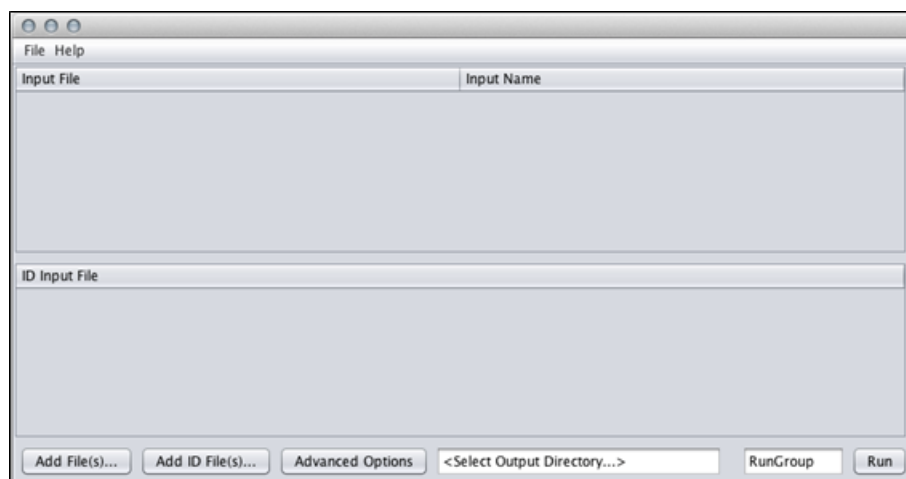 File Help
Input File Input Name
ID Input File
Add File(s)... Add ID File(s)... Advanced Options <Select Output Directory...> RunGroup Run